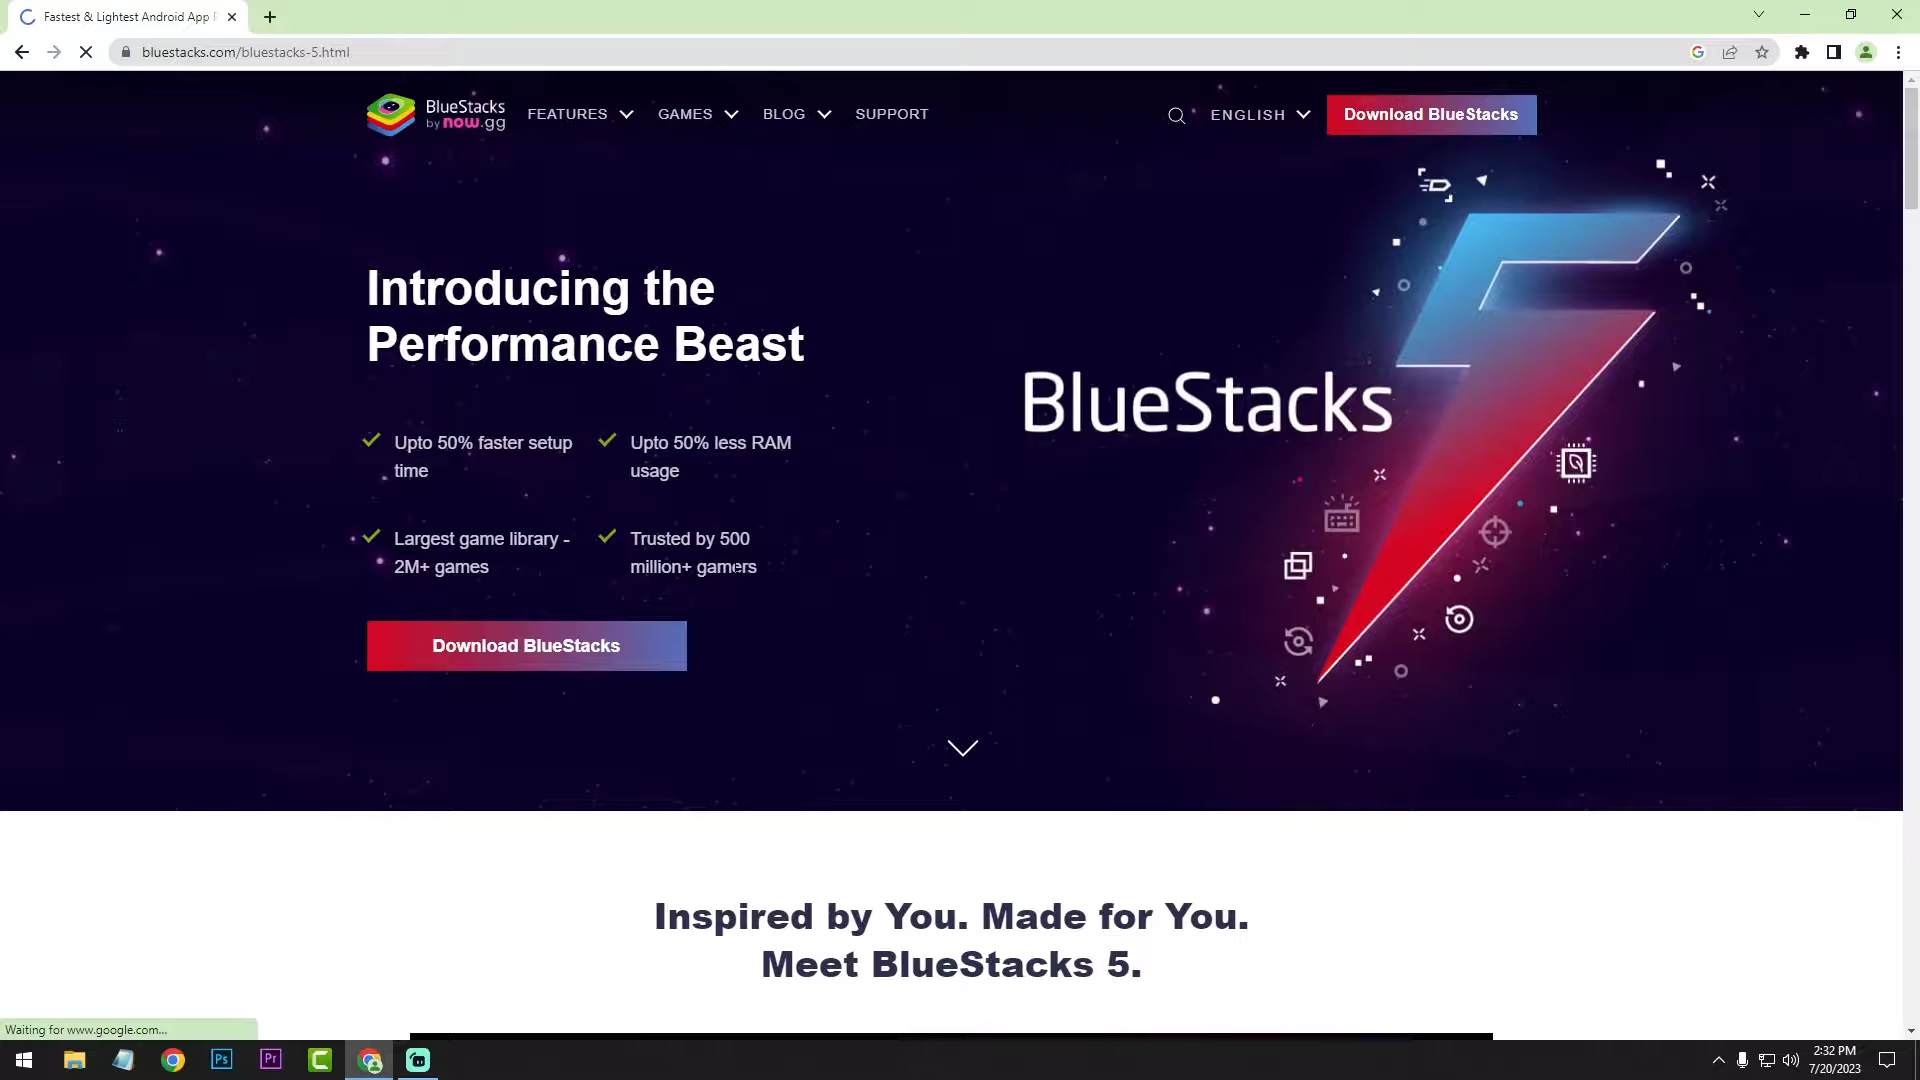 Fastest & Lightest Android App
bluestacks.com/bluestacks-5.html
BlueStacks
by now.gg
FEATURES
GAMES
BLOG
SUPPORT
ENGLISH
Download BlueStacks
Introducing the
Performance Beast
BlueStacks
Upto 50% faster setup
time
Upto 50% less RAM
usage
Largest game library -
2M+ games
Trusted by 500
million+ gamers
Download BlueStacks
Inspired by You. Made for You.
Meet BlueStacks 5.
Waiting for www.google.com...
Ps
Pr
2:32 PM
7/20/2023